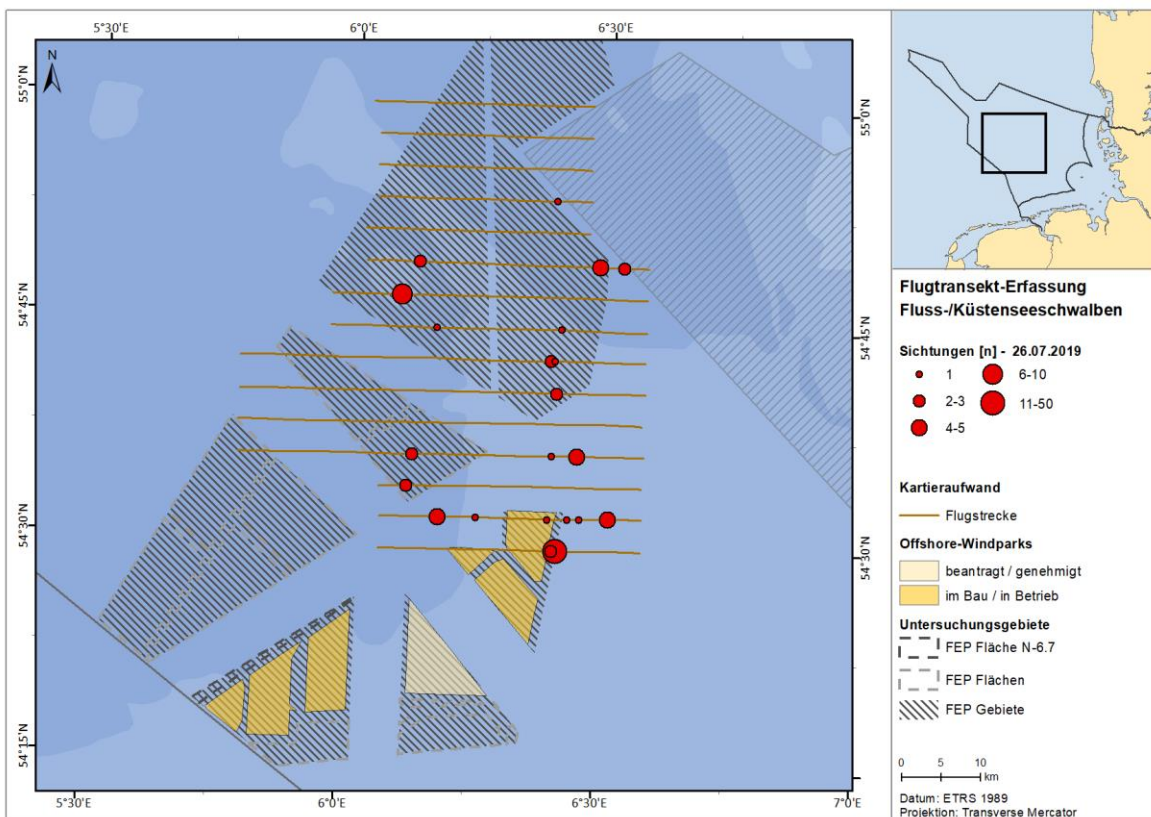 5°30'E 6°0'E 6°30'E
N
55°0'N
55°0'N
54°45'N
54°45'N
54°30'N
54°30'N
54°15'N
5°30'E 6°0'E 6°30'E 7°0'E
Flugtransekt-Erfassung
Fluss-/Küstenseeschwalben
Sichtungen [n] - 26.07.2019
1 6-10
2-3 11-50
4-5
Kartieraufwand
Flugstrecke
Offshore-Windparks
beantragt / genehmigt
im Bau / in Betrieb
Untersuchungsgebiete
FEP Fläche N-6.7
FEP Flächen
FEP Gebiete
0 5 10
km
Datum: ETRS 1989
Projektion: Transverse Mercator